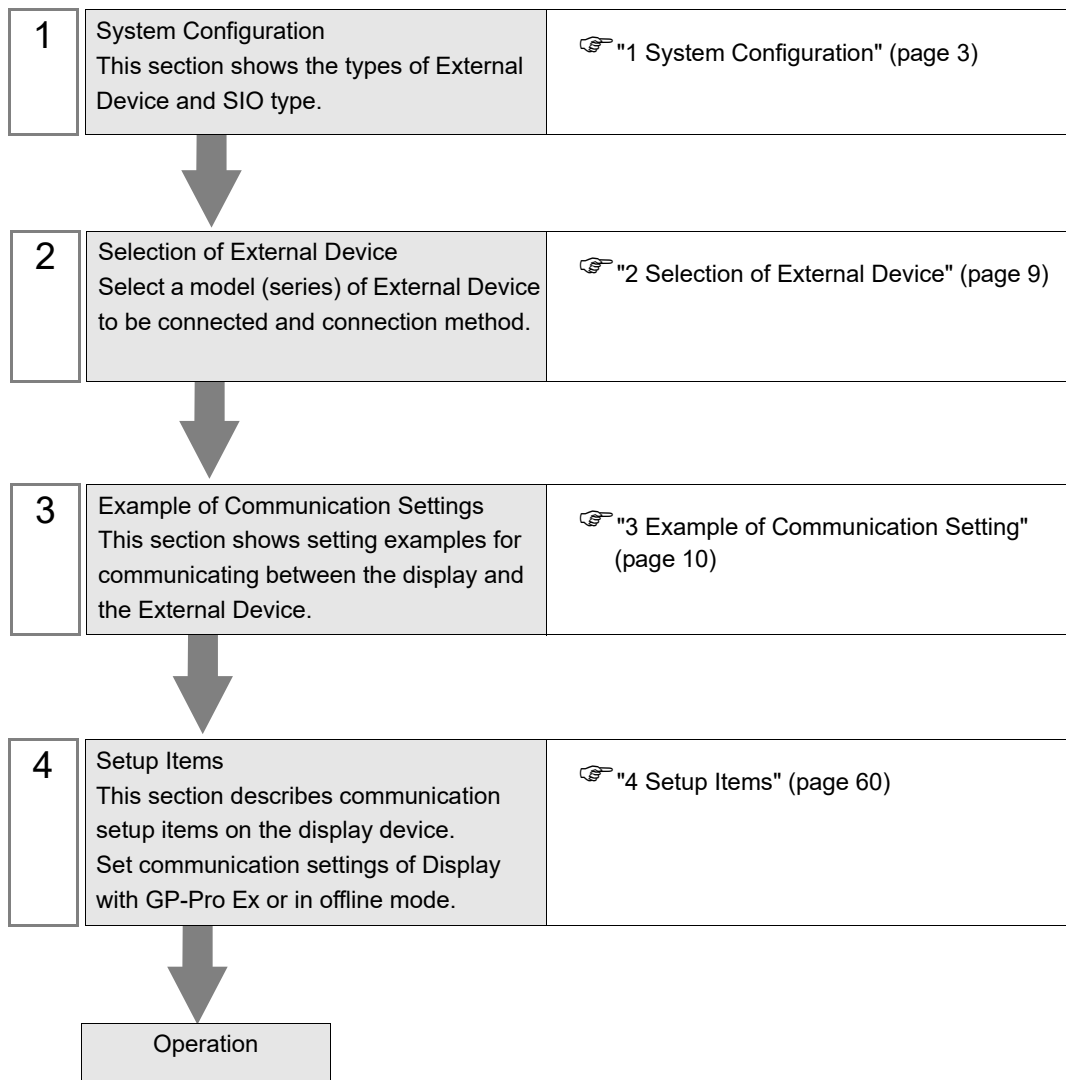 1
System Configuration
This section shows the types of External
Device and SIO type.
"1 System Configuration" (page 3)
2
Selection of External Device
Select a model (series) of External Device
to be connected and connection method.
"2 Selection of External Device" (page 9)
3
Example of Communication Settings
This section shows setting examples for
communicating between the display and
the External Device.
"3 Example of Communication Setting"
(page 10)
4
Setup Items
This section describes communication
setup items on the display device.
Set communication settings of Display
with GP-Pro Ex or in offline mode.
"4 Setup Items" (page 60)
Operation